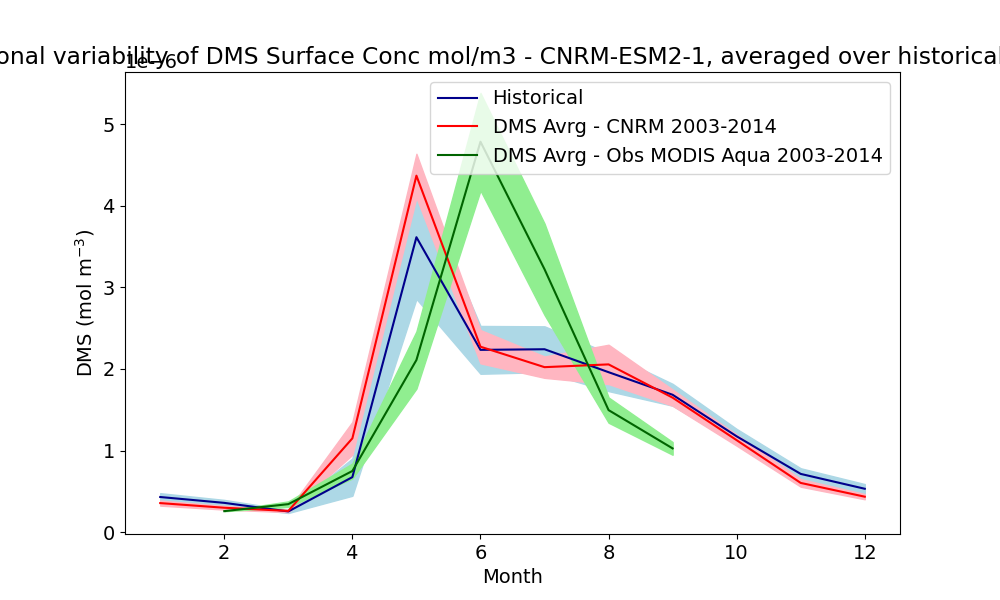 onal variability of DMS Surface Conc mol/m3 - CNRM-ESM2-1, averaged over historical
1e−6
Historical
DMS Avrg - CNRM 2003-2014
DMS Avrg - Obs MODIS Aqua 2003-2014
5
4
3
2
1
0
DMS (mol m⁻³)
2 4 6 8 10 12
Month